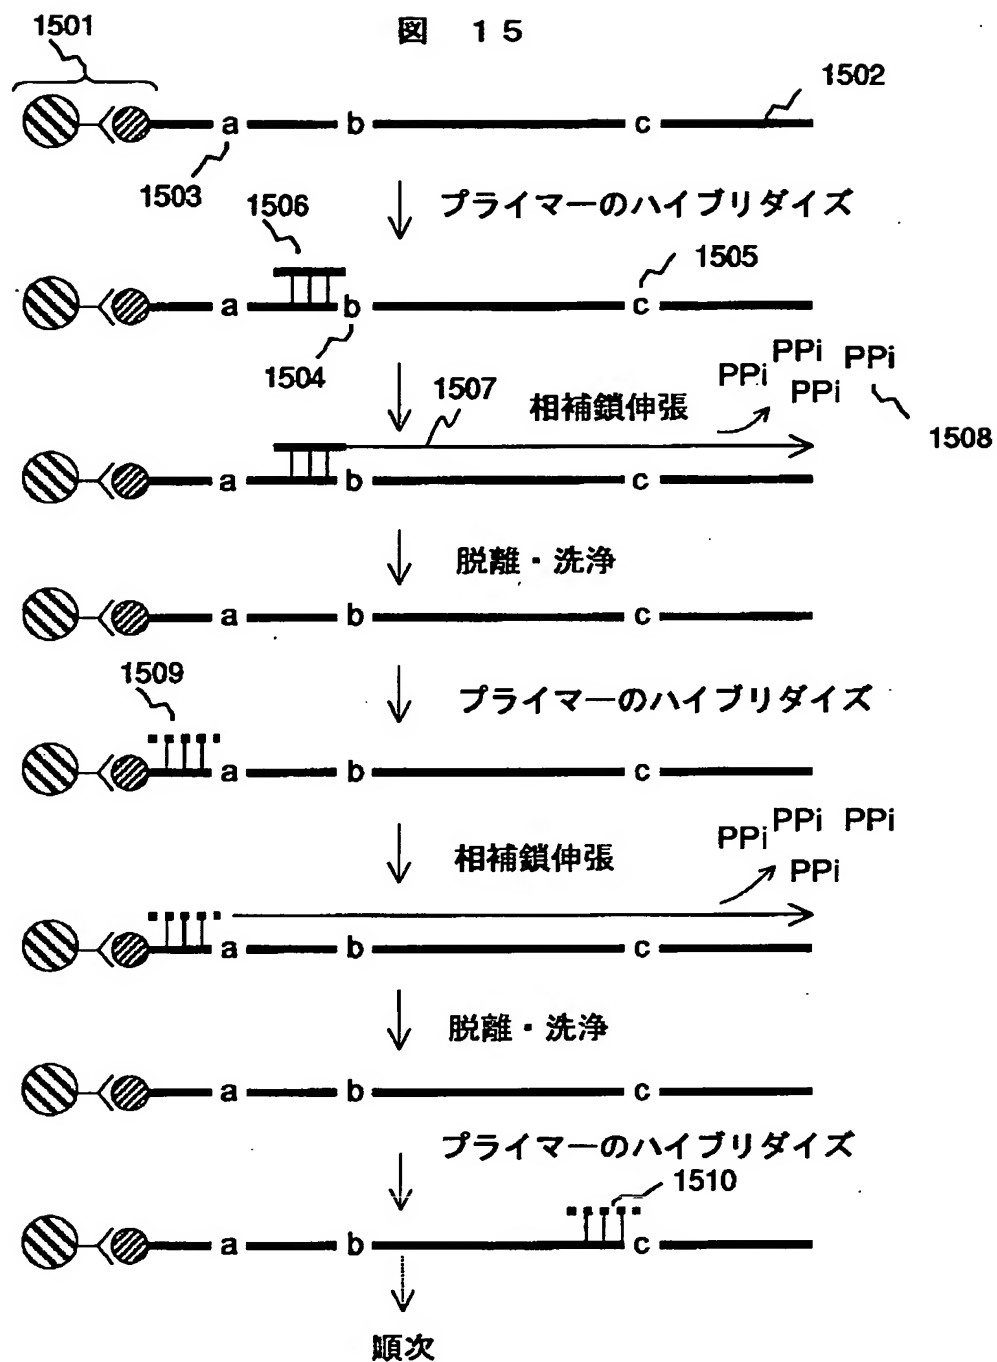 図 15
1501
1502
a b c
1503
プライマーのハイブリダイズ
1506
1505
a b c
1504
相補鎖伸張
1507
PPi PPi PPi PPi
1508
a b c
脱離・洗浄
a b c
プライマーのハイブリダイズ
1509
a b c
相補鎖伸張
PPi PPi PPi PPi
a b c
脱離・洗浄
a b c
プライマーのハイブリダイズ
1510
a b c
順次